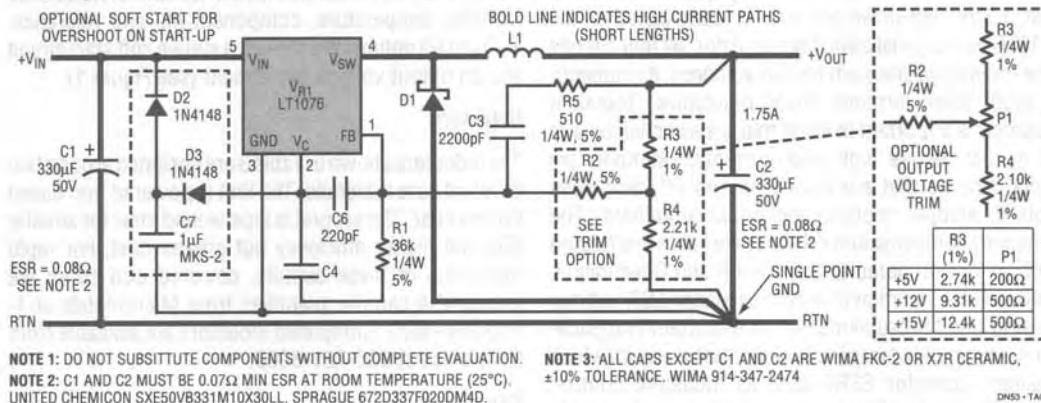 OPTIONAL SOFT START FOR
OVERSHOOT ON START-UP
BOLD LINE INDICATES HIGH CURRENT PATHS
(SHORT LENGTHS)
+VIN
5
4
VIN
VSW
VR1
LT1076
GND
VC
FB
1
L1
+VOUT
D2
1N4148
D3
1N4148
C1
330µF
50V
+
C7
1µF
MKS-2
ESR = 0.08Ω
SEE NOTE 2
D1
C3
2200pF
C6
220pF
C4
R1
36k
1/4W
5%
R5
510
1/4W, 5%
R2
1/4W, 5%
R3
1/4W
1%
SEE
TRIM
OPTION
R4
2.21k
1/4W
1%
1.75A
+
C2
330µF
50V
ESR = 0.08Ω
SEE NOTE 2
SINGLE POINT
GND
RTN
R2
1/4W
5%
R3
1/4W
1%
P1
OPTIONAL
OUTPUT
VOLTAGE
TRIM
R4
2.10k
1/4W
1%
R3 (1%) P1
+5V 2.74k 200Ω
+12V 9.31k 500Ω
+15V 12.4k 500Ω
NOTE 1: DO NOT SUBSITTUTE COMPONENTS WITHOUT COMPLETE EVALUATION.
NOTE 2: C1 AND C2 MUST BE 0.07Ω MIN ESR AT ROOM TEMPERATURE (25°C).
UNITED CHEMICON SXE50VB331M10X30LL, SPRAGUE 672D337F020DM4D.
NOTE 3: ALL CAPS EXCEPT C1 AND C2 ARE WIMA FKC-2 OR X7R CERAMIC,
±10% TOLERANCE. WIMA 914-347-2474
DN53 •